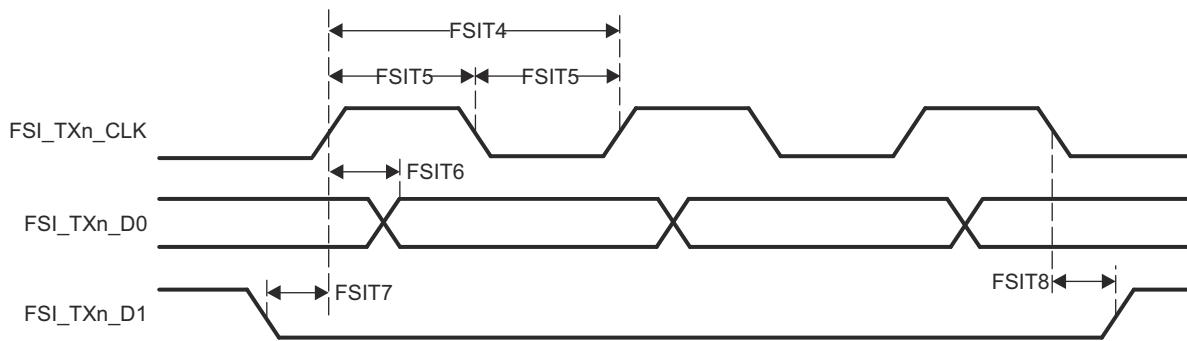 FSIT4
FSIT5 FSIT5
FSI_TXn_CLK
FSIT6
FSI_TXn_D0
FSIT7 FSIT8
FSI_TXn_D1